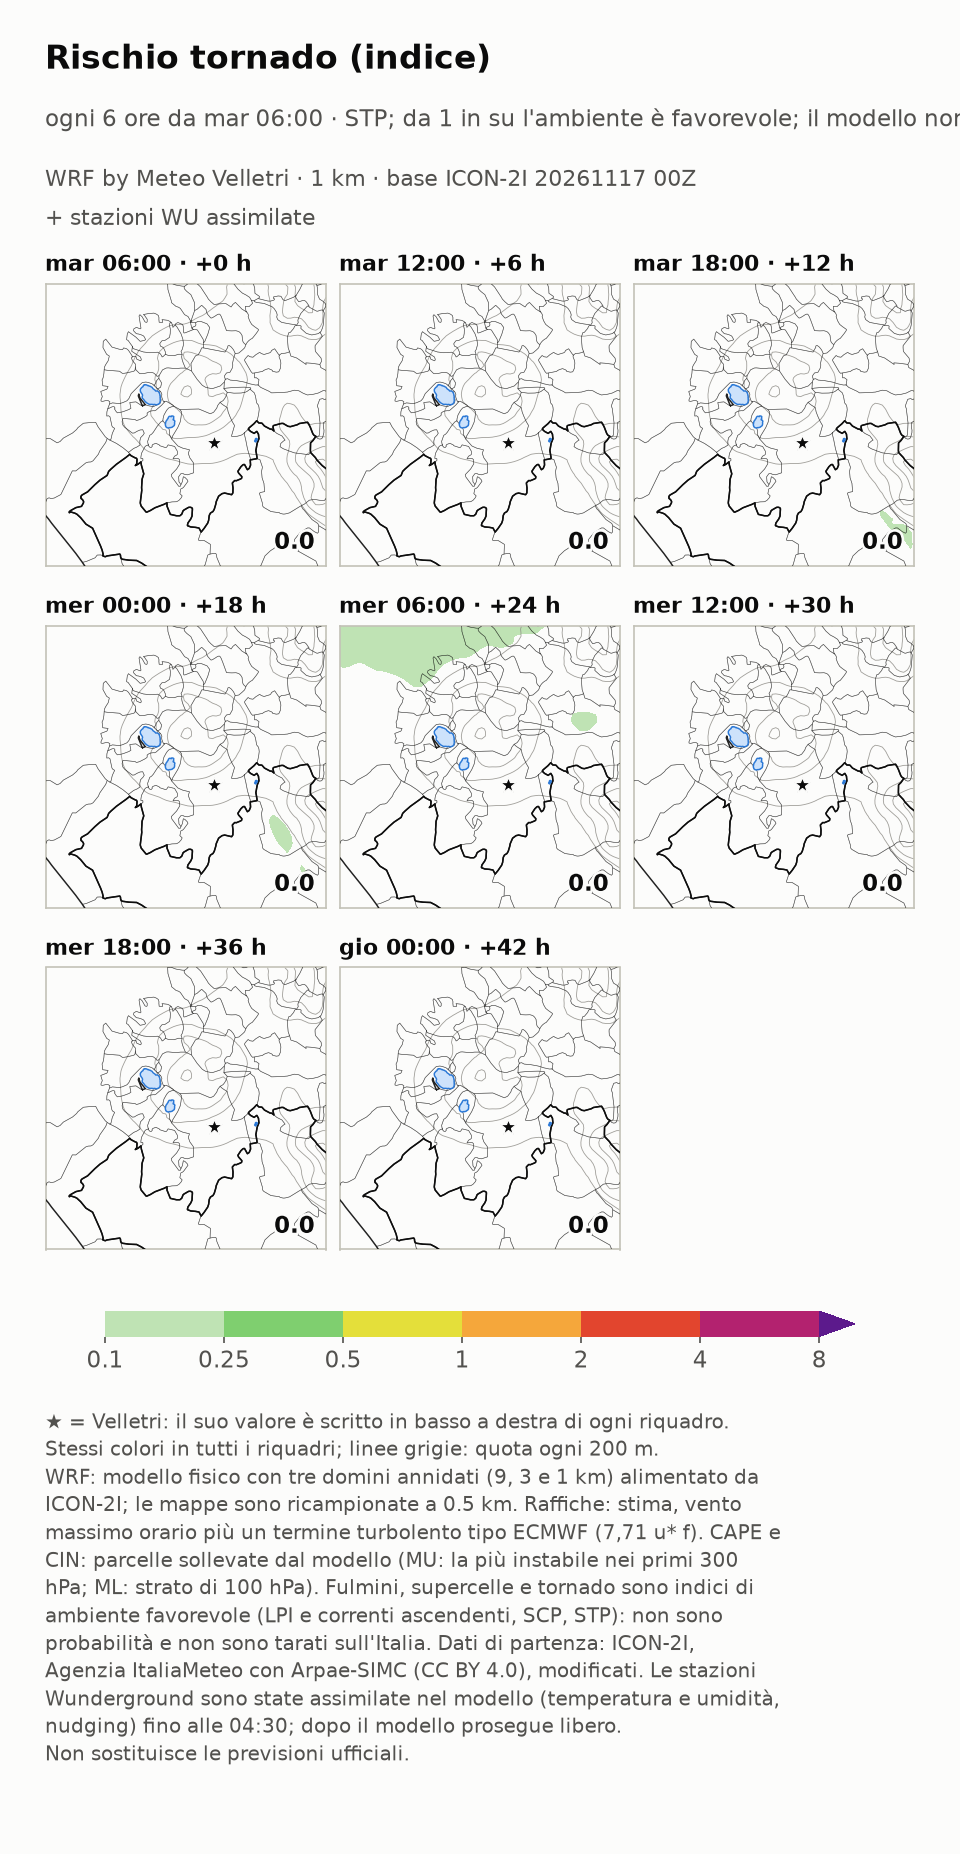 Rischio tornado (indice)
ogni 6 ore da mar 06:00 · STP; da 1 in su l'ambiente è favorevole; il modello
WRF by Meteo Velletri · 1 km · base ICON-2I 20261117 00Z
+ stazioni WU assimilate
mar 06:00 · +0 h
mar 12:00 · +6 h
mar 18:00 · +12 h
0.0
0.0
0.0
mer 00:00 · +18 h
mer 06:00 · +24 h
mer 12:00 · +30 h
0.0
0.0
0.0
mer 18:00 · +36 h
gio 00:00 · +42 h
0.0
0.0
0.1 0.25 0.5 1 2 4 8
★ = Velletri: il suo valore è scritto in basso a destra di ogni riquadro.
Stessi colori in tutti i riquadri; linee grigie: quota ogni 200 m.
WRF: modello fisico con tre domini annidati (9, 3 e 1 km) alimentato da
ICON-2I; le mappe sono ricampionate a 0.5 km. Raffiche: stima, vento
massimo orario più un termine turbolento tipo ECMWF (7,71 u* f). CAPE e
CIN: parcelle sollevate dal modello (MU: la più instabile nei primi 300
hPa; ML: strato di 100 hPa). Fulmini, supercelle e tornado sono indici di
ambiente favorevole (LPI e correnti ascendenti, SCP, STP): non sono
probabilità e non sono tarati sull'Italia. Dati di partenza: ICON-2I,
Agenzia ItaliaMeteo con Arpae-SIMC (CC BY 4.0), modificati. Le stazioni
Wunderground sono state assimilate nel modello (temperatura e umidità,
nudging) fino alle 04:30; dopo il modello prosegue libero.
Non sostituisce le previsioni ufficiali.